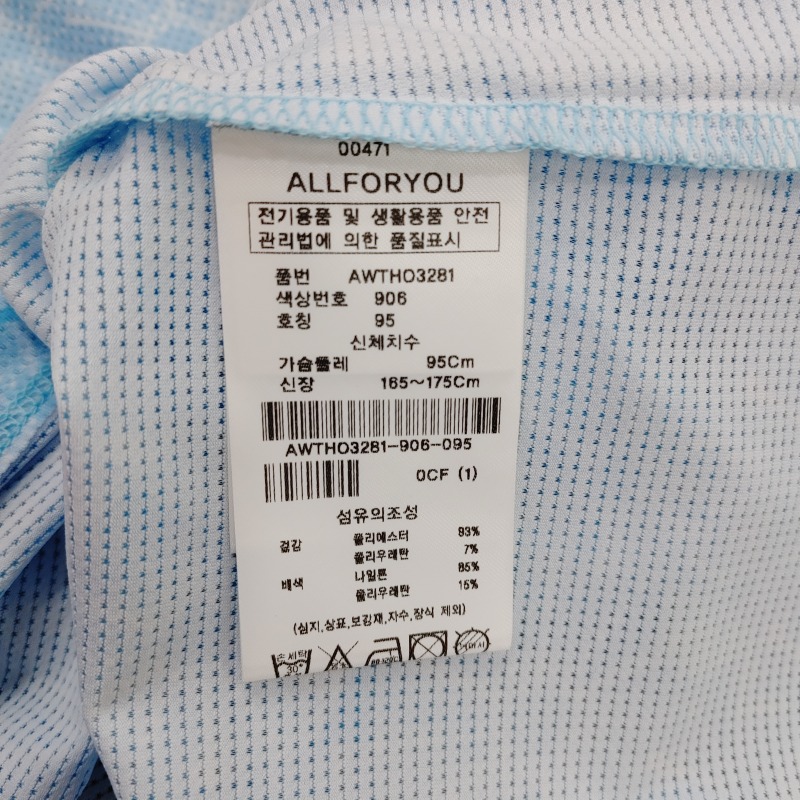 00471
ALLFORYOU
전기용품 및 생활용품 안전
관리법에 의한 품질표시
품번 AWTHO3281
색상번호 906
호칭 95
신체치수
가슴둘레 95Cm
신장 165~175Cm
AWTHO3281-906-095
0CF (1)
섬유의조성
겉감 폴리에스터 93%
폴리우레탄 7%
배색 나일론 85%
폴리우레탄 15%
(심지,상표,보강재,자수,장식 제외)
손세탁
30°